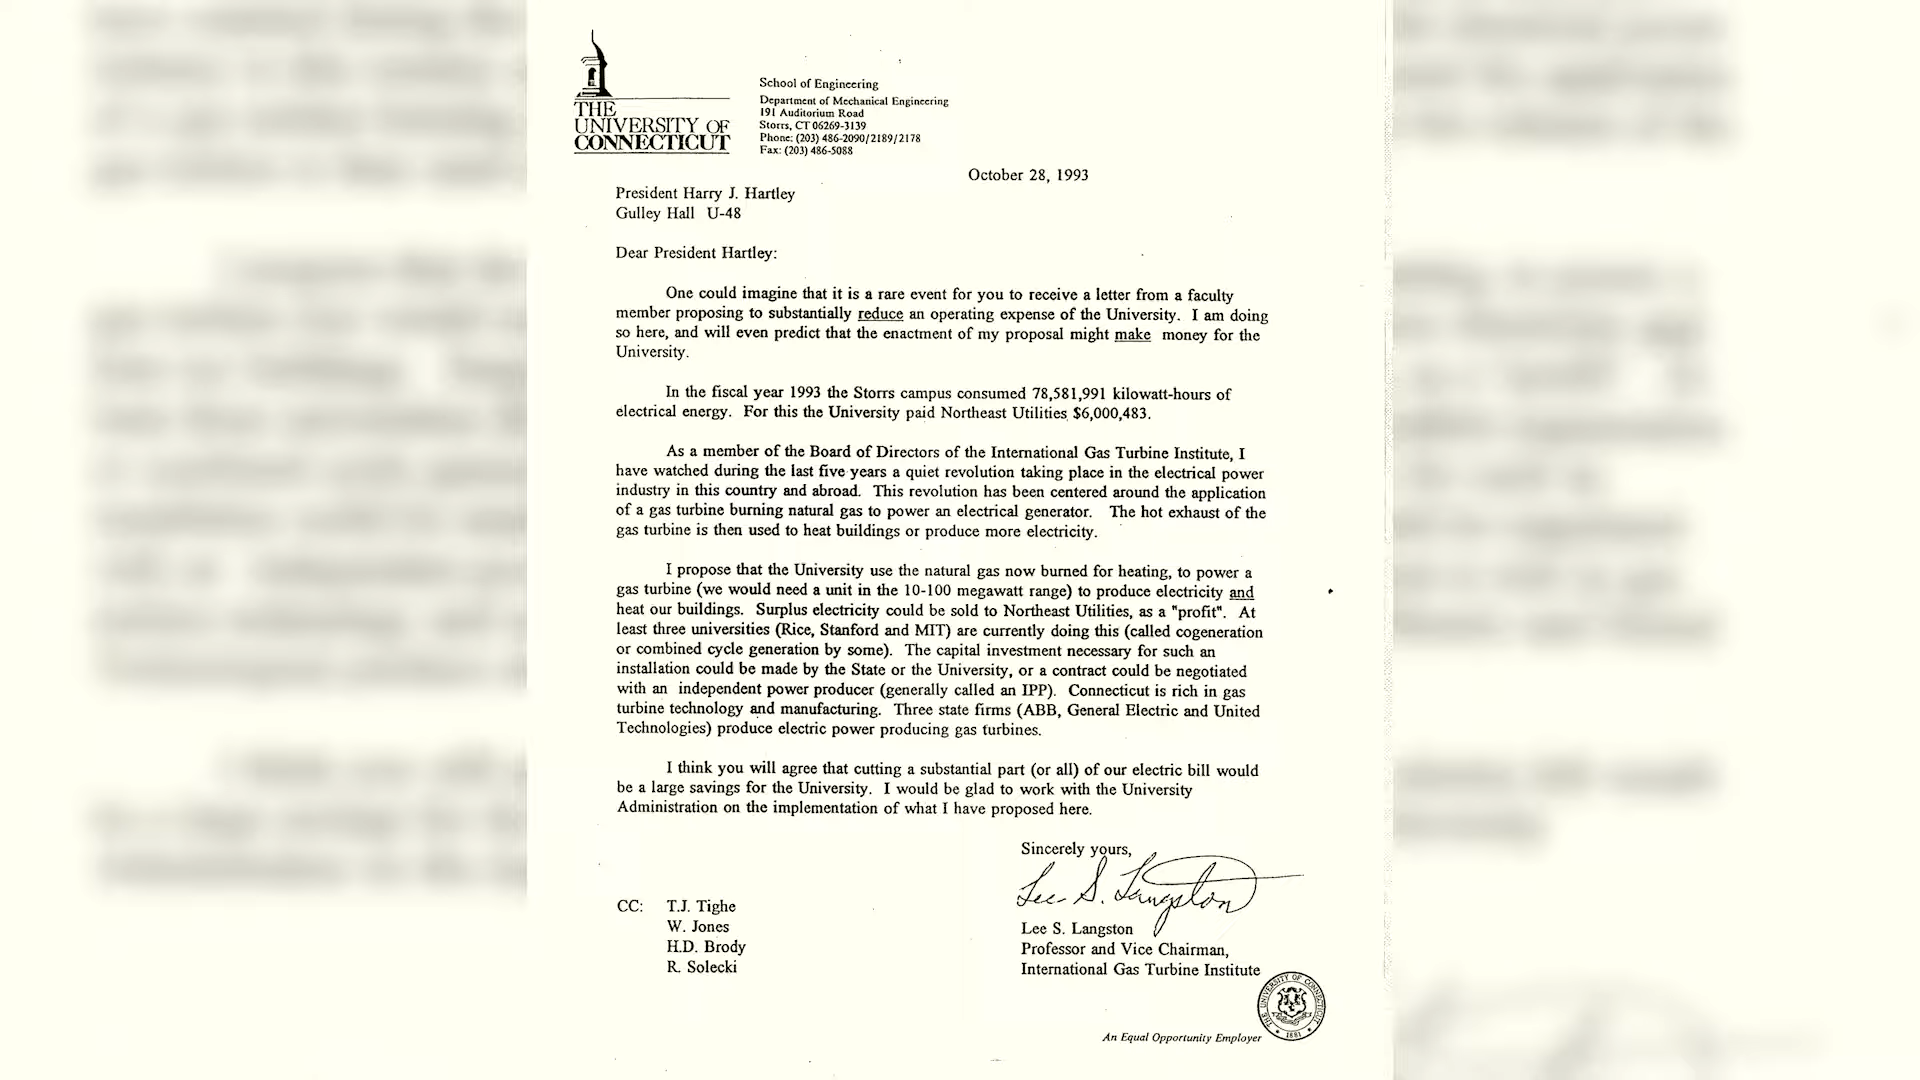 THE
UNIVERSITY OF
CONNECTICUT
School of Engineering
Department of Mechanical Engineering
191 Auditorium Road
Storrs, CT 06269-3139
Phone: (203) 486-2090/2189/2178
Fax: (203) 486-5088
October 28, 1993
President Harry J. Hartley
Gulley Hall U-48
Dear President Hartley:
One could imagine that it is a rare event for you to receive a letter from a faculty
member proposing to substantially reduce an operating expense of the University. I am doing
so here, and will even predict that the enactment of my proposal might make money for the
University.
In the fiscal year 1993 the Storrs campus consumed 78,581,991 kilowatt-hours of
electrical energy. For this the University paid Northeast Utilities $6,000,483.
As a member of the Board of Directors of the International Gas Turbine Institute, I
have watched during the last five years a quiet revolution taking place in the electrical power
industry in this country and abroad. This revolution has been centered around the application
of a gas turbine burning natural gas to power an electrical generator. The hot exhaust of the
gas turbine is then used to heat buildings or produce more electricity.
I propose that the University use the natural gas now burned for heating, to power a
gas turbine (we would need a unit in the 10-100 megawatt range) to produce electricity and
heat our buildings. Surplus electricity could be sold to Northeast Utilities, as a "profit". At
least three universities (Rice, Stanford and MIT) are currently doing this (called cogeneration
or combined cycle generation by some). The capital investment necessary for such an
installation could be made by the State or the University, or a contract could be negotiated
with an independent power producer (generally called an IPP). Connecticut is rich in gas
turbine technology and manufacturing. Three state firms (ABB, General Electric and United
Technologies) produce electric power producing gas turbines.
I think you will agree that cutting a substantial part (or all) of our electric bill would
be a large savings for the University. I would be glad to work with the University
Administration on the implementation of what I have proposed here.
Sincerely yours,
Lee S. Langston
Lee S. Langston
Professor and Vice Chairman,
International Gas Turbine Institute
CC: T.J. Tighe
W. Jones
H.D. Brody
R. Solecki
THE UNIVERSITY OF CONNECTICUT
1881
An Equal Opportunity Employer